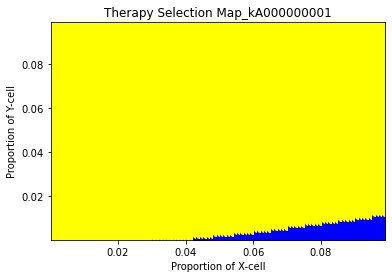 Therapy Selection Map_kA000000001
Proportion of Y-cell
0.08
0.06
0.04
0.02
0.02
0.04
0.06
0.08
Proportion of X-cell